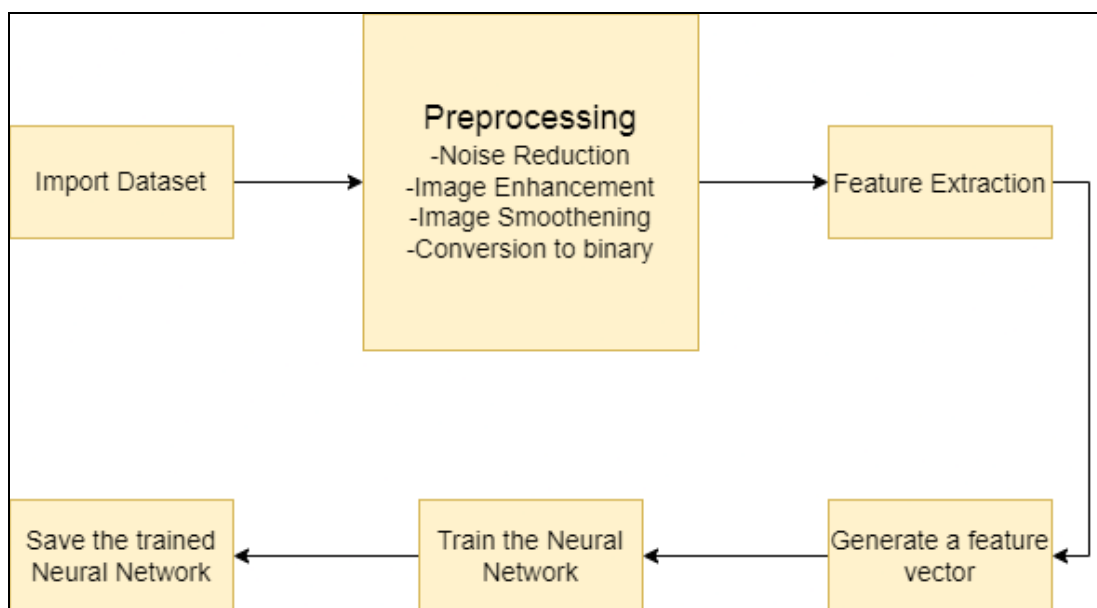 Import Dataset
Preprocessing
-Noise Reduction
-Image Enhancement
-Image Smoothening
-Conversion to binary
Feature Extraction
Generate a feature
vector
Train the Neural
Network
Save the trained
Neural Network